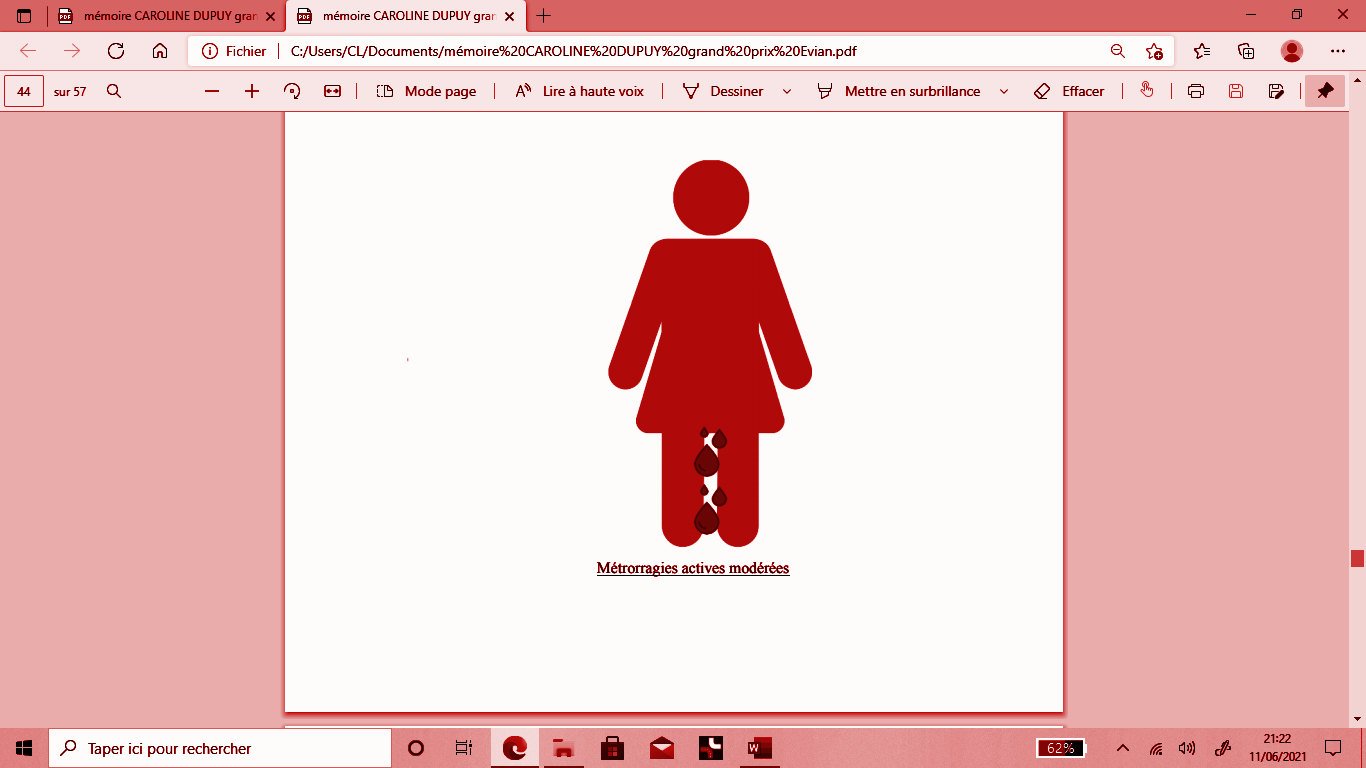 mémoire CAROLINE DUPUY gran
mémoire CAROLINE DUPUY gran
Fichier
C:/Users/CL/Documents/mémoire%20CAROLINE%20DUPUY%20grand%20prix%20Evian.pdf
44 sur 57
Mode page
Lire à haute voix
Dessiner
Mettre en surbrillance
Effacer
Métrorragies actives modérées
Taper ici pour rechercher
62%
21:22
11/06/2021